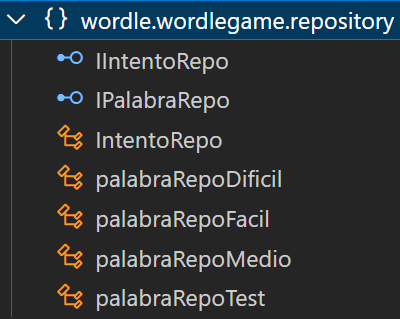 { } wordle.wordlegame.repository
IIntentoRepo
IPalabraRepo
IntentoRepo
palabraRepoDificil
palabraRepoFacil
palabraRepoMedio
palabraRepoTest